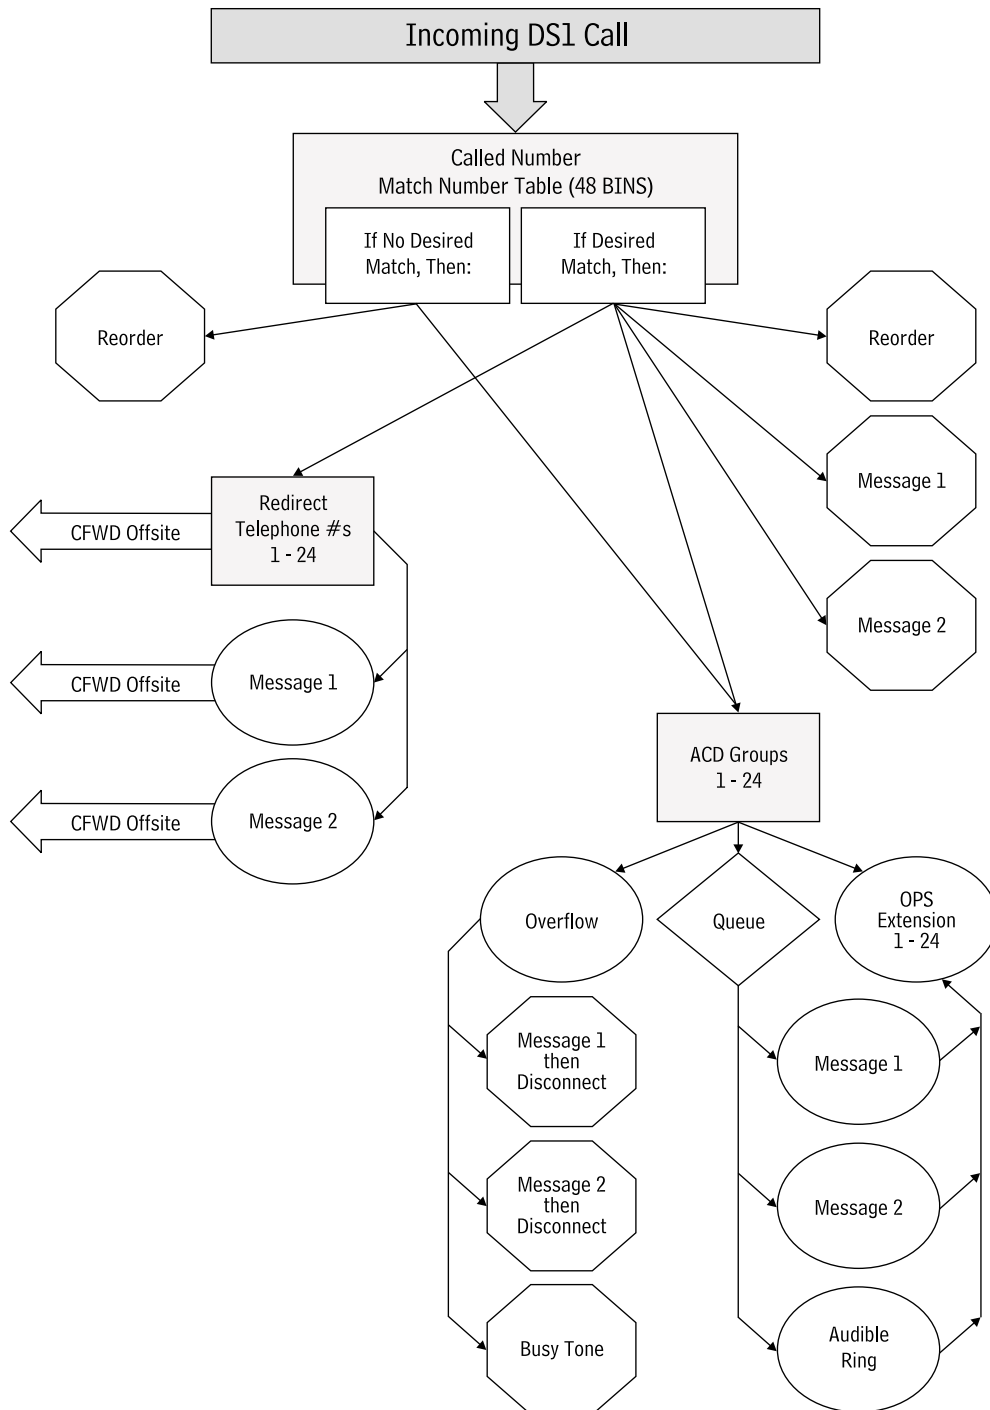 Incoming DS1 Call
Called Number
Match Number Table (48 BINS)
If No Desired
Match, Then:
If Desired
Match, Then:
Reorder
Reorder
Message 1
Message 2
Redirect
Telephone #s
1 - 24
CFWD Offsite
CFWD Offsite
Message 1
CFWD Offsite
Message 2
ACD Groups
1 - 24
Overflow
Queue
OPS
Extension
1 - 24
Message 1
then
Disconnect
Message 2
then
Disconnect
Busy Tone
Message 1
Message 2
Audible
Ring